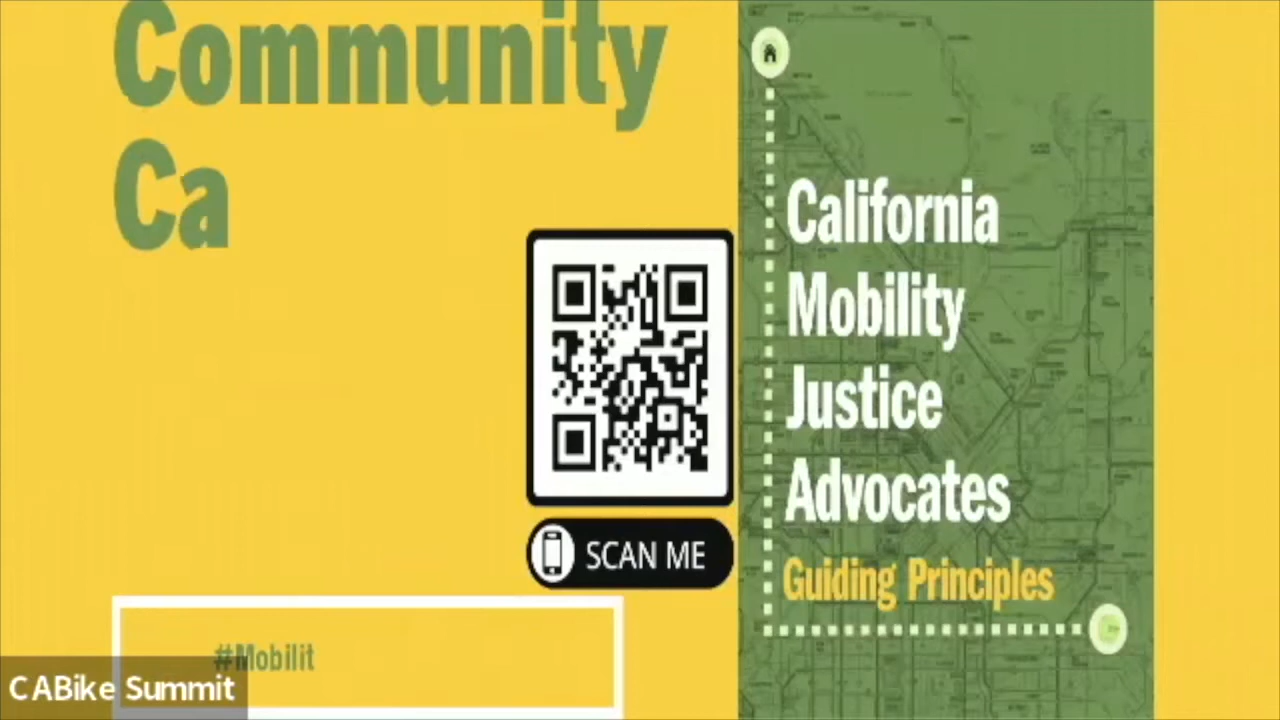 Community
Ca
SCAN ME
#Mobilit
CABike Summit
California
Mobility
Justice
Advocates
Guiding Principles